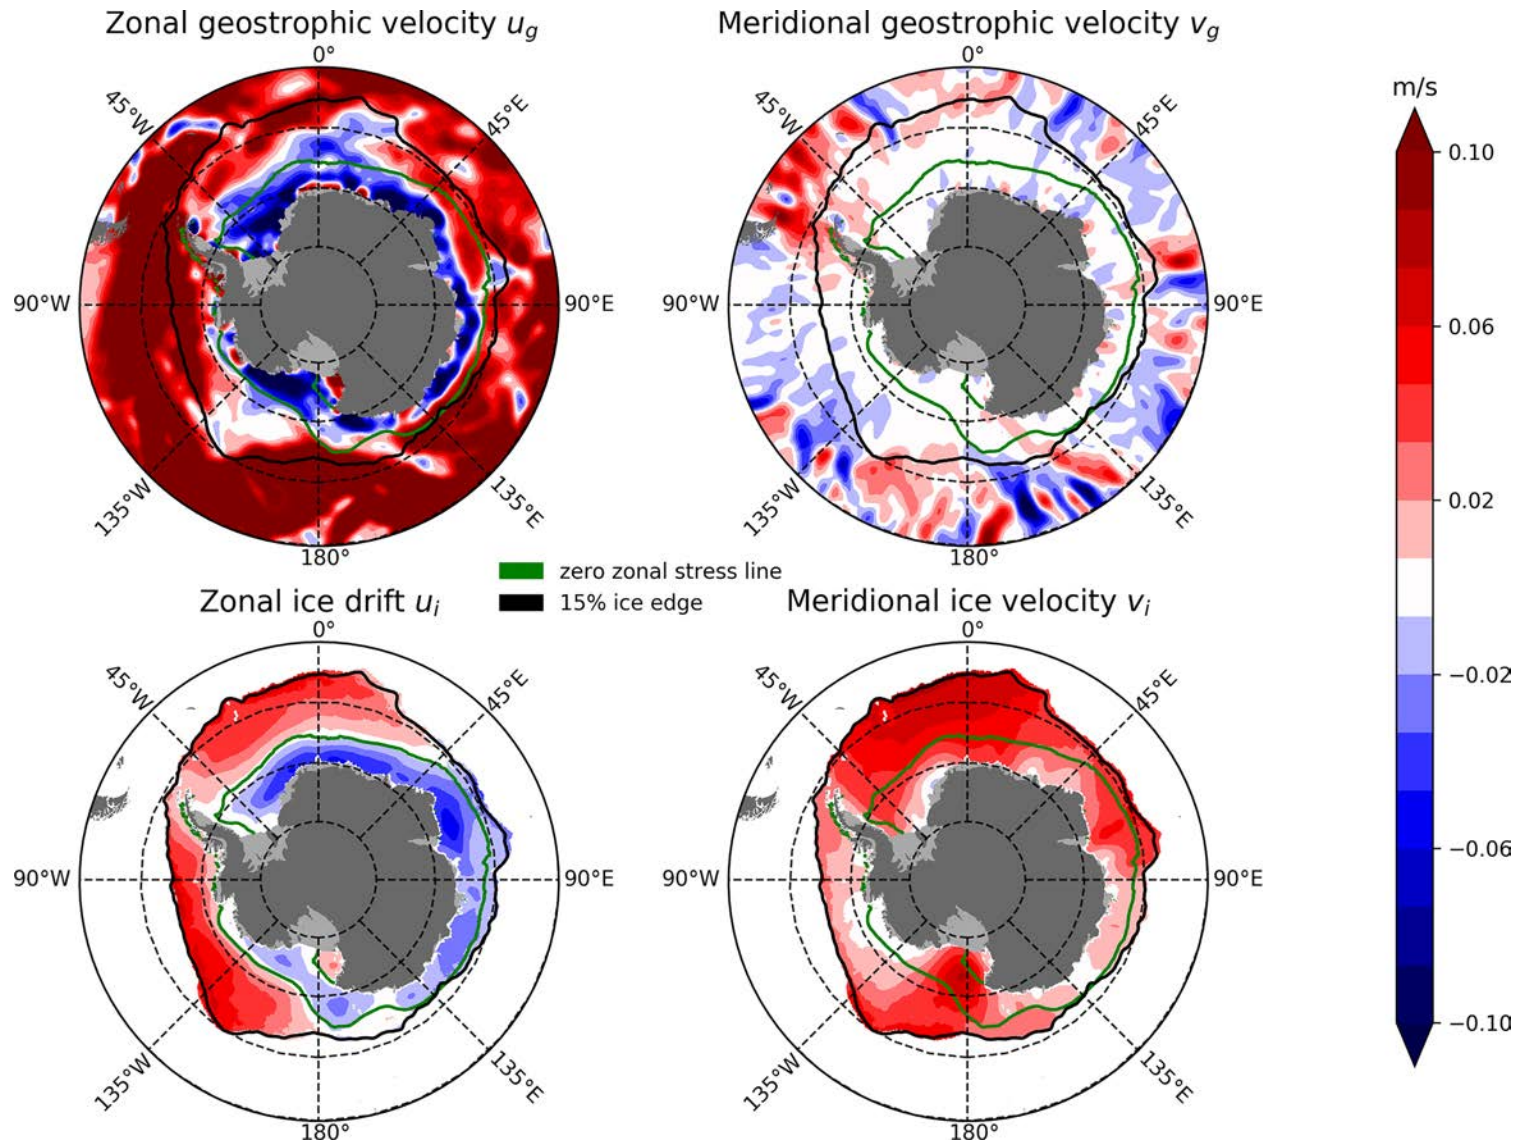 Zonal geostrophic velocity u_g
Meridional geostrophic velocity v_g
0°
0°
45°W
45°E
45°W
45°E
m/s
0.10
90°W
90°E
90°W
90°E
0.06
0.02
135°W
135°E
135°W
135°E
180°
180°
zero zonal stress line
15% ice edge
Zonal ice drift u_i
Meridional ice velocity v_i
0°
0°
−0.02
45°W
45°E
45°W
45°E
−0.06
90°W
90°E
90°W
90°E
−0.10
135°W
135°E
135°W
135°E
180°
180°